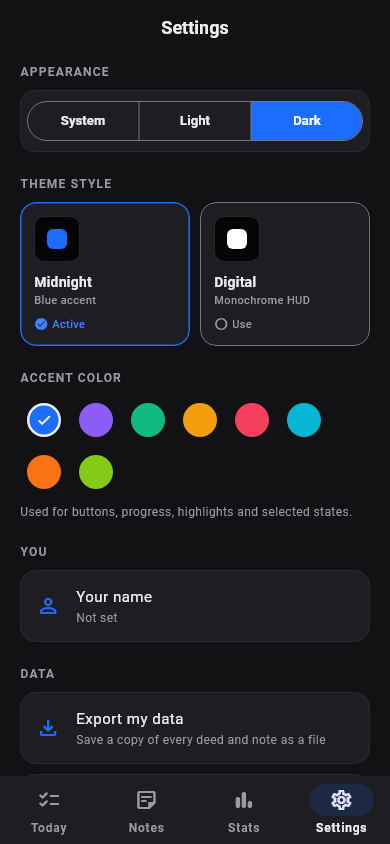 Settings
APPEARANCE
System
Light
Dark
THEME STYLE
Midnight
Blue accent
Active
Digital
Monochrome HUD
Use
ACCENT COLOR
Used for buttons, progress, highlights and selected states.
YOU
Your name
Not set
DATA
Export my data
Save a copy of every deed and note as a file
Today
Notes
Stats
Settings